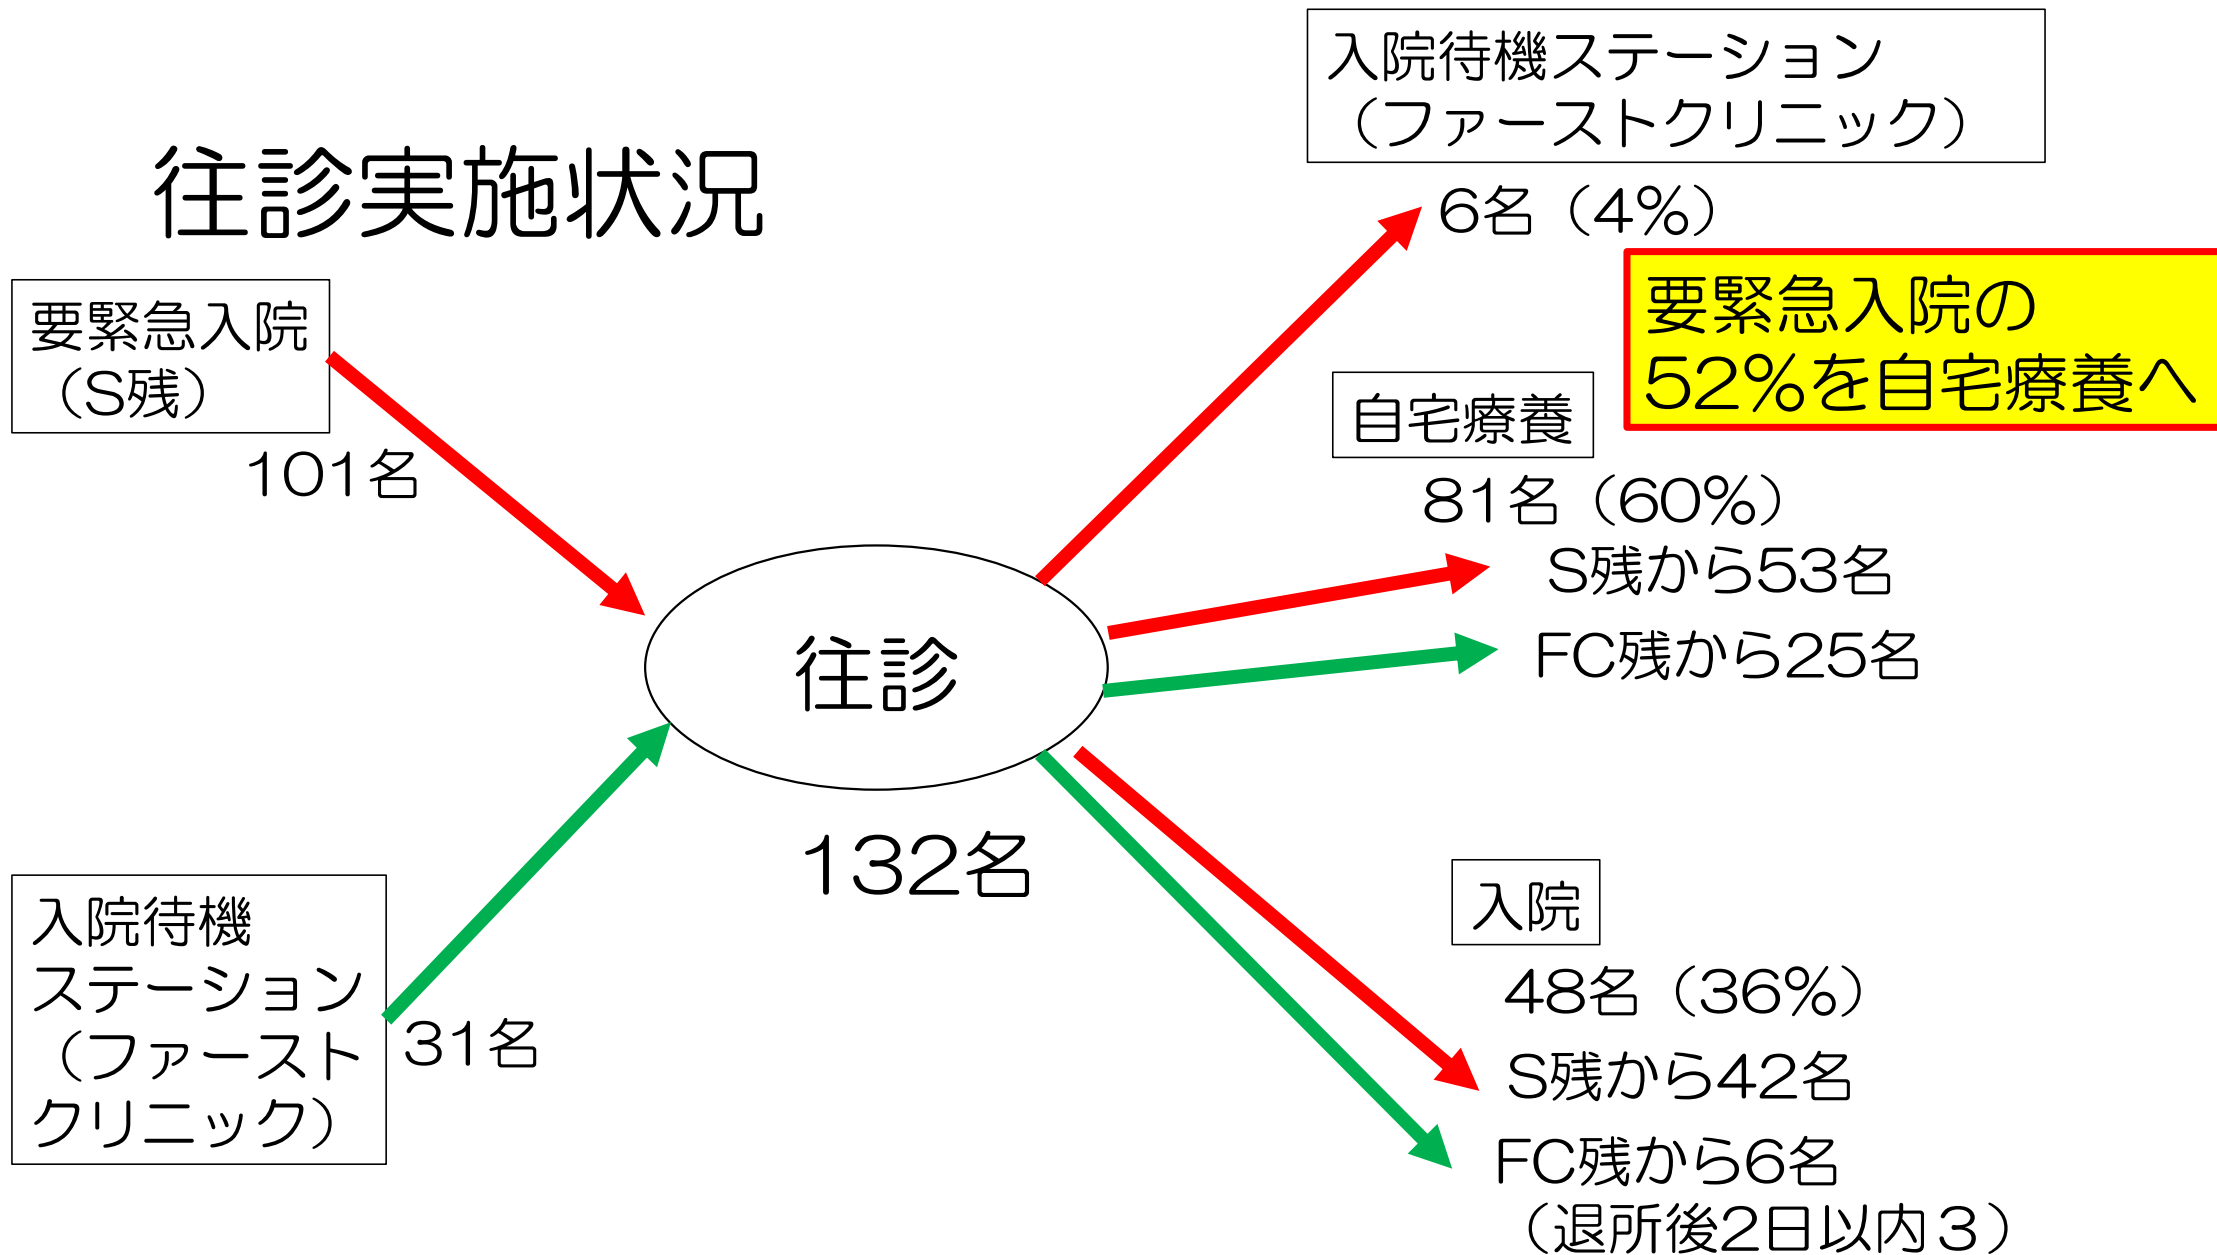 往診実施状況
要緊急入院
（S残）
101名
入院待機
ステーション
（ファースト
クリニック）
31名
往診
132名
入院待機ステーション
（ファーストクリニック）
6名（4%）
要緊急入院の
52%を自宅療養へ
自宅療養
81名（60%）
S残から53名
FC残から25名
入院
48名（36%）
S残から42名
FC残から6名
（退所後2日以内３）